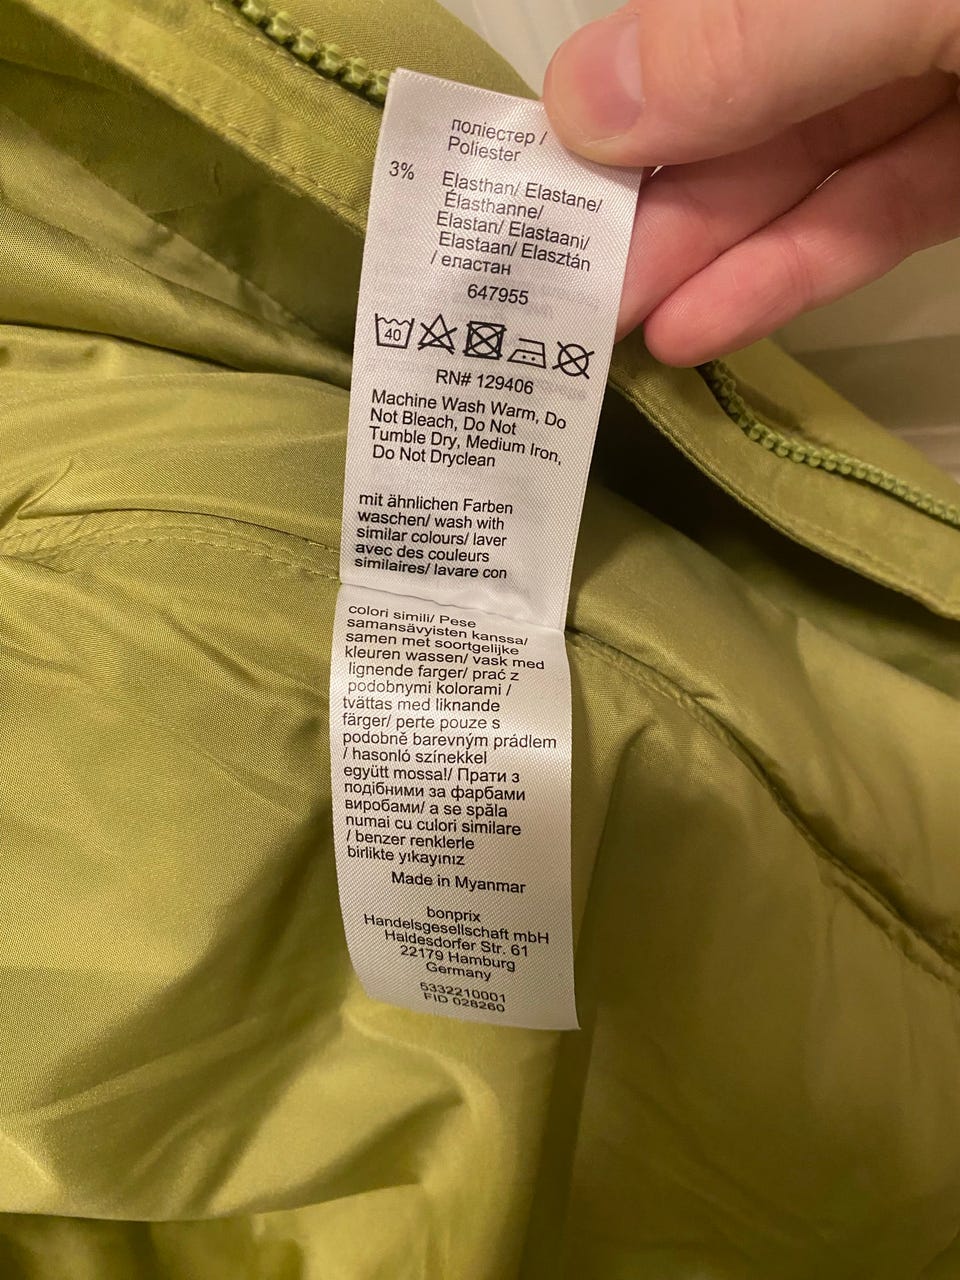 поліестер /
Poliester
3% Elasthan/ Elastane/
Élasthanne/
Elastan/ Elastaani/
Elastaan/ Elasztán
/ еластан
647955
40
RN# 129406
Machine Wash Warm, Do
Not Bleach, Do Not
Tumble Dry, Medium Iron,
Do Not Dryclean
mit ähnlichen Farben
waschen/ wash with
similar colours/ laver
avec des couleurs
similaires/ lavare con
colori simili/ Pese
samansävyisten kanssa/
samen met soortgelijke
kleuren wassen/ vask med
lignende farger/ prać z
podobnymi kolorami /
tvättas med liknande
färger/ perte pouze s
podobně barevným prádlem
/ hasonló színekkel
együtt mossa!/ Прати з
подібними за фарбами
виробами/ a se spăla
numai cu culori similare
/ benzer renklerle
birlikte yıkayınız
Made in Myanmar
bonprix
Handelsgesellschaft mbH
Haldesdorfer Str. 61
22179 Hamburg
Germany
5332210001
FID 028260